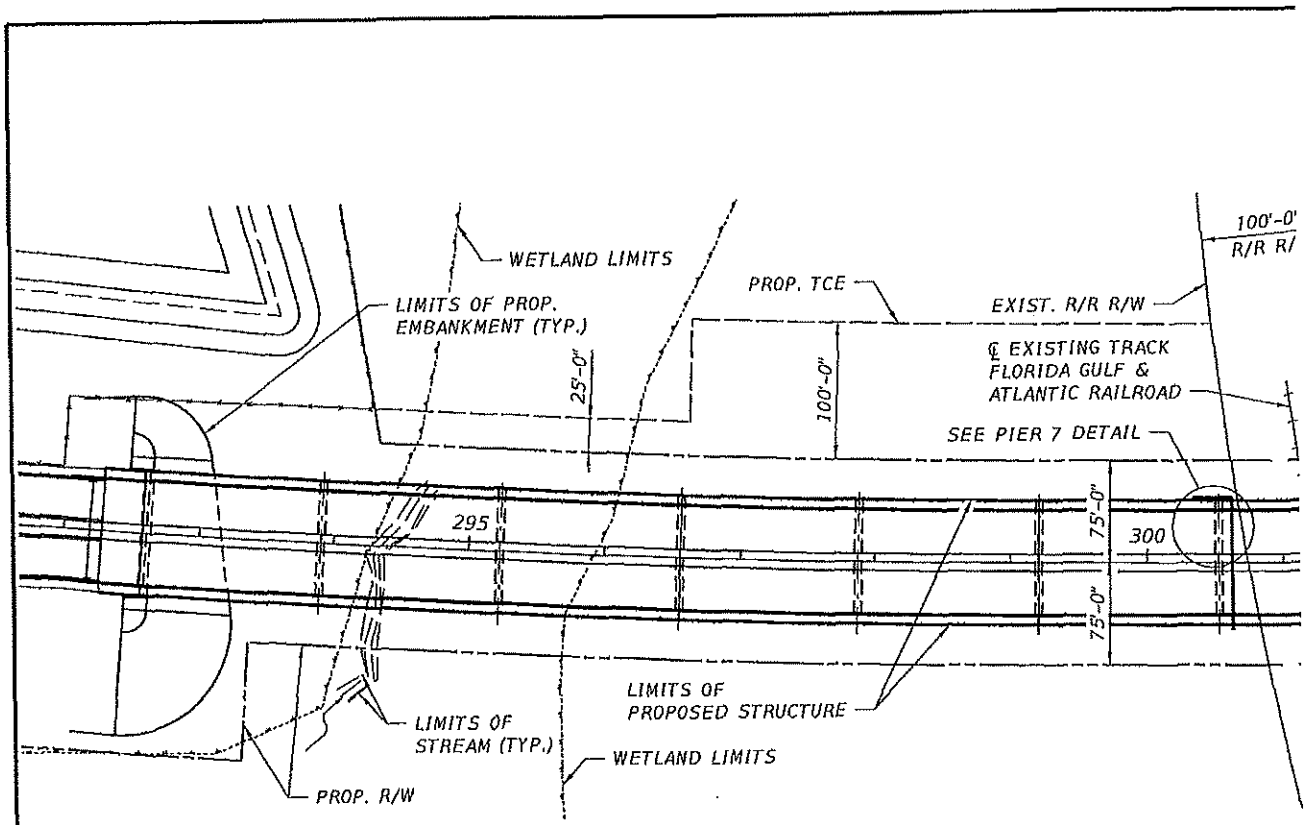 100'-0"
R/R R/
WETLAND LIMITS
PROP. TCE
EXIST. R/R R/W
LIMITS OF PROP.
EMBANKMENT (TYP.)
25'-0"
100'-0"
℄ EXISTING TRACK
FLORIDA GULF &
ATLANTIC RAILROAD
SEE PIER 7 DETAIL
295
75'-0"
300
75'-0"
LIMITS OF
PROPOSED STRUCTURE
LIMITS OF
STREAM (TYP.)
WETLAND LIMITS
PROP. R/W